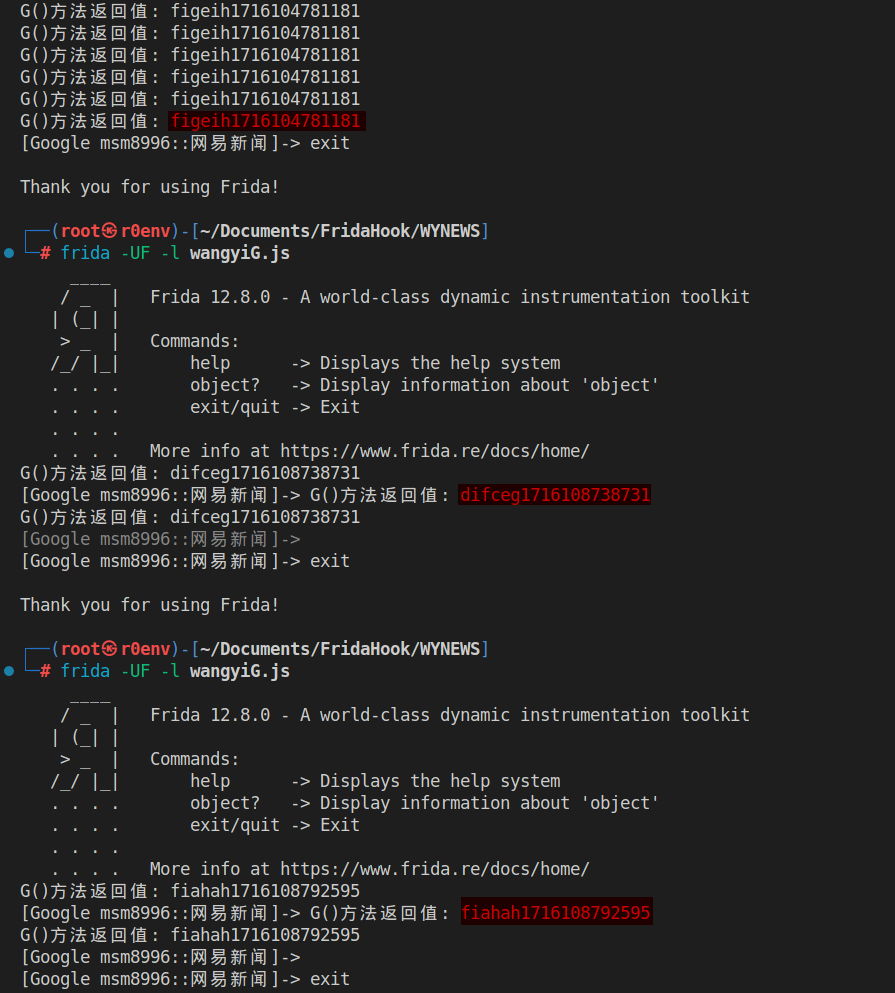 G()方法返回值: figeih1716104781181
G()方法返回值: figeih1716104781181
G()方法返回值: figeih1716104781181
G()方法返回值: figeih1716104781181
G()方法返回值: figeih1716104781181
G()方法返回值: figeih1716104781181
[Google msm8996::网易新闻]-> exit
Thank you for using Frida!
┌──(root㉿r0env)-[~/Documents/FridaHook/WYNEWS]
└─# frida -UF -l wangyiG.js
     ____
    / _  |   Frida 12.8.0 - A world-class dynamic instrumentation toolkit
   | (_| |
    > _  |   Commands:
   /_/ |_|       help      -> Displays the help system
   . . . .       object?   -> Display information about 'object'
   . . . .       exit/quit -> Exit
   . . . .
   . . . .   More info at https://www.frida.re/docs/home/
G()方法返回值: difceg1716108738731
[Google msm8996::网易新闻]-> G()方法返回值: difceg1716108738731
G()方法返回值: difceg1716108738731
[Google msm8996::网易新闻]->
[Google msm8996::网易新闻]-> exit
Thank you for using Frida!
┌──(root㉿r0env)-[~/Documents/FridaHook/WYNEWS]
└─# frida -UF -l wangyiG.js
     ____
    / _  |   Frida 12.8.0 - A world-class dynamic instrumentation toolkit
   | (_| |
    > _  |   Commands:
   /_/ |_|       help      -> Displays the help system
   . . . .       object?   -> Display information about 'object'
   . . . .       exit/quit -> Exit
   . . . .
   . . . .   More info at https://www.frida.re/docs/home/
G()方法返回值: fiahah1716108792595
[Google msm8996::网易新闻]-> G()方法返回值: fiahah1716108792595
G()方法返回值: fiahah1716108792595
[Google msm8996::网易新闻]->
[Google msm8996::网易新闻]-> exit